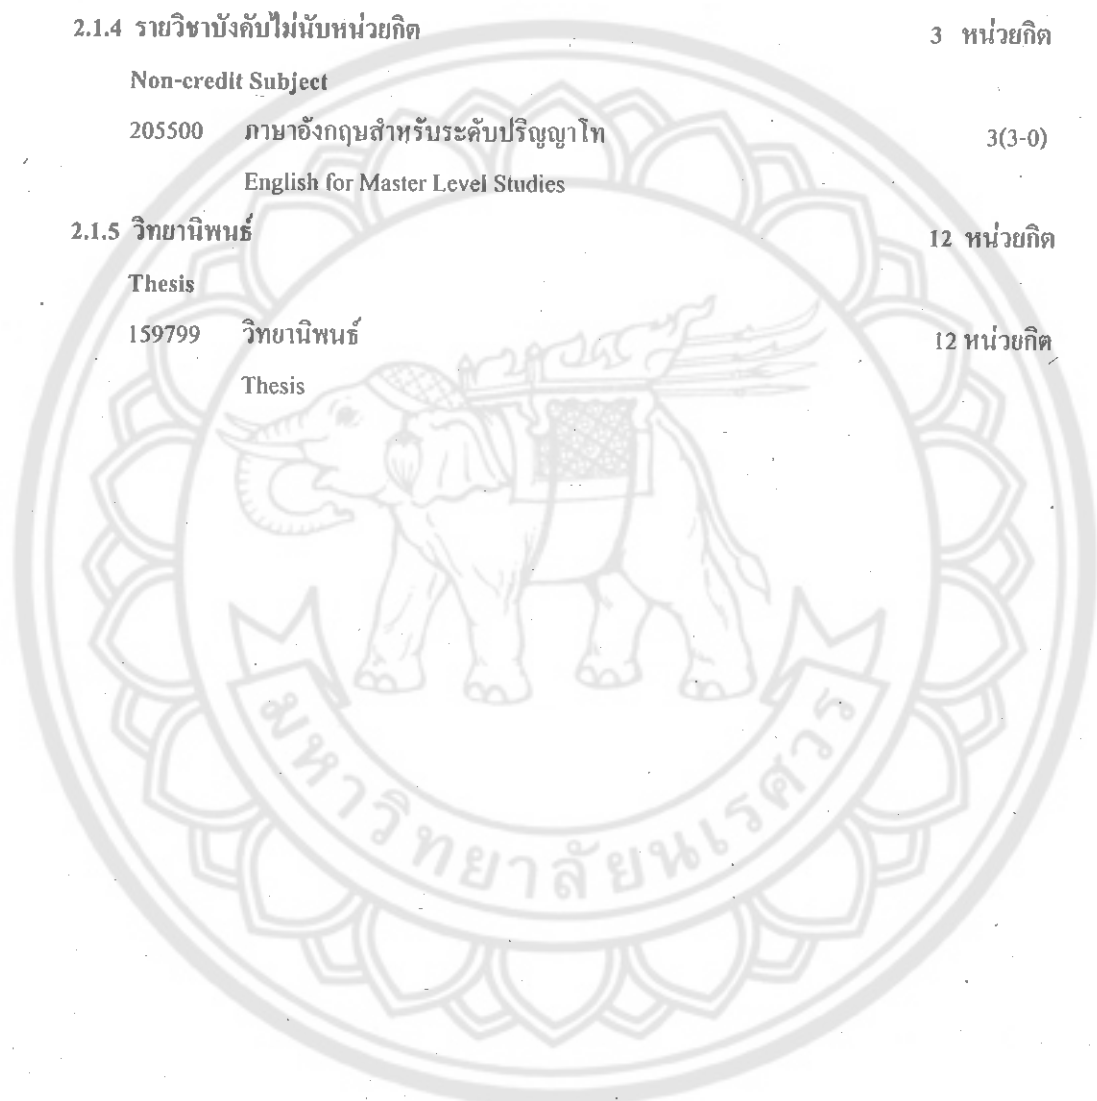 2.1.4 รายวิชาบังคับไม่นับหน่วยกิต 3 หน่วยกิต
Non-credit Subject
205500 ภาษาอังกฤษสำหรับระดับปริญญาโท 3(3-0)
English for Master Level Studies
2.1.5 วิทยานิพนธ์ 12 หน่วยกิต
Thesis
159799 วิทยานิพนธ์ 12 หน่วยกิต
Thesis
มหาวิทยาลัยนเรศวร